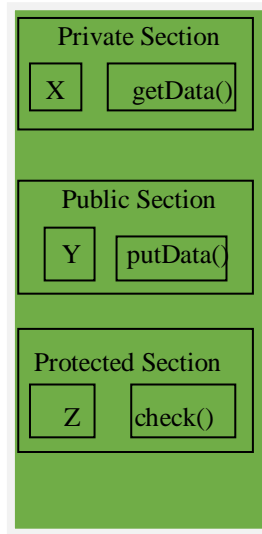 Private Section
X getData()
Public Section
Y putData()
Protected Section
Z check()